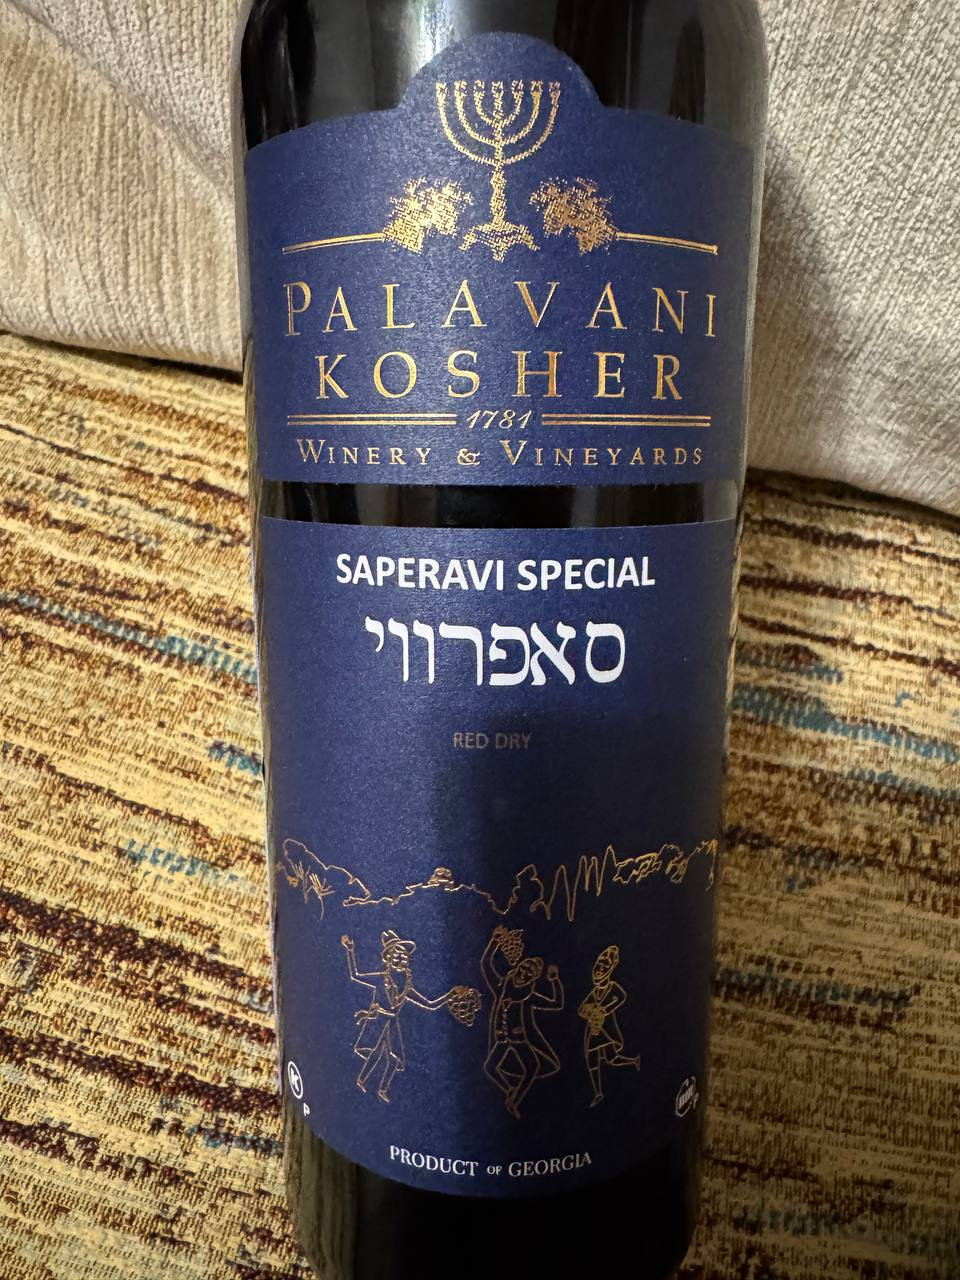 PALAVANI
KOSHER
1781
WINERY & VINEYARDS
SAPERAVI SPECIAL
סאפרווי
RED DRY
K
P
P
PRODUCT OF GEORGIA